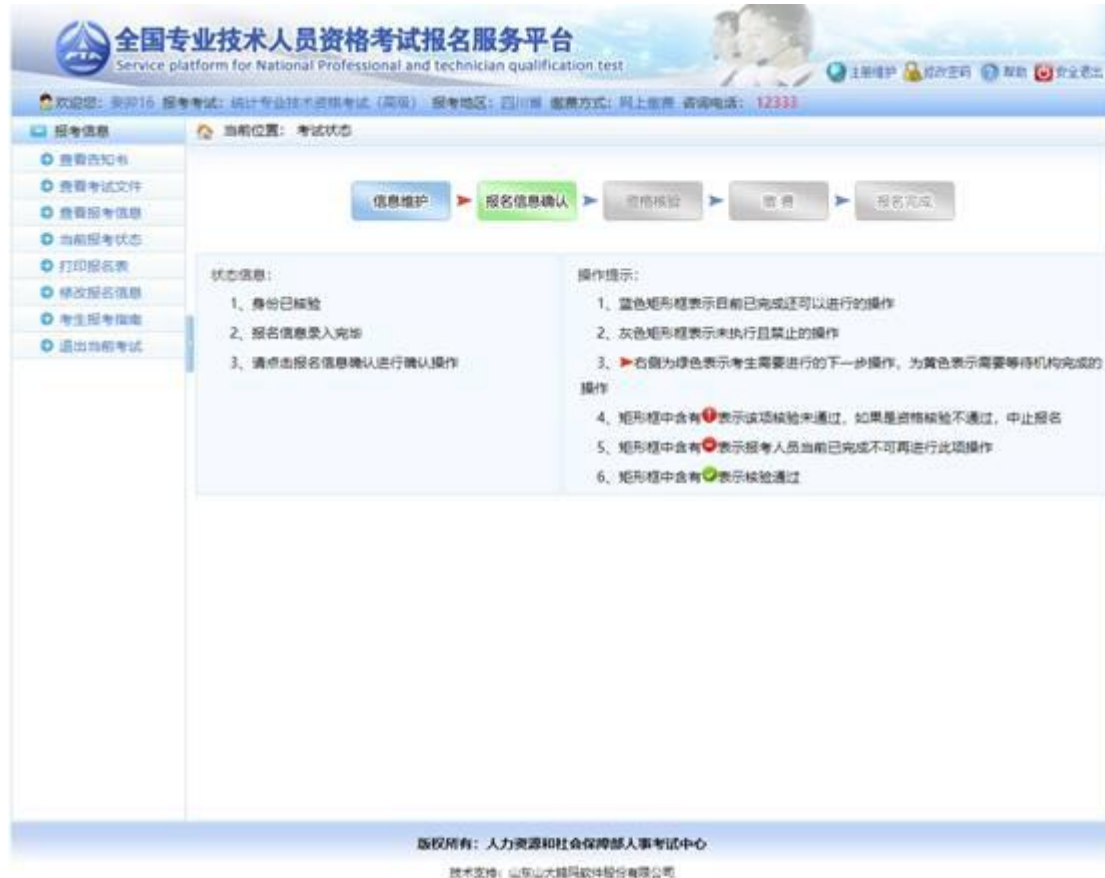 全国专业技术人员资格考试报名服务平台
Service platform for National Professional and technician qualification test
注册维护 修改密码 帮助 安全退出
欢迎您: 16 报考考试: 统计专业技术资格考试（高级） 报考地区: 四川省 缴费方式: 网上缴费 咨询电话: 12333
报考信息
当前位置: 考试状态
查看告知书
查看考试文件
查看报考信息
当前报考状态
打印报名表
修改报名信息
考生报考指南
退出当前考试
信息维护 报名信息确认 资格核验 缴费 报名完成
状态信息:
1、身份已核验
2、报名信息录入完毕
3、请点击报名信息确认进行确认操作
操作提示:
1、蓝色矩形框表示目前已完成还可以进行的操作
2、灰色矩形框表示未执行且禁止的操作
3、右侧为绿色表示考生需要进行的下一步操作，为黄色表示需要等待机构完成的
操作
4、矩形框中含有表示该项核验未通过，如果是资格核验不通过，中止报名
5、矩形框中含有表示报考人员当前已完成不可再进行此项操作
6、矩形框中含有表示核验通过
版权所有: 人力资源和社会保障部人事考试中心
技术支持: 山东山大鸥玛软件股份有限公司